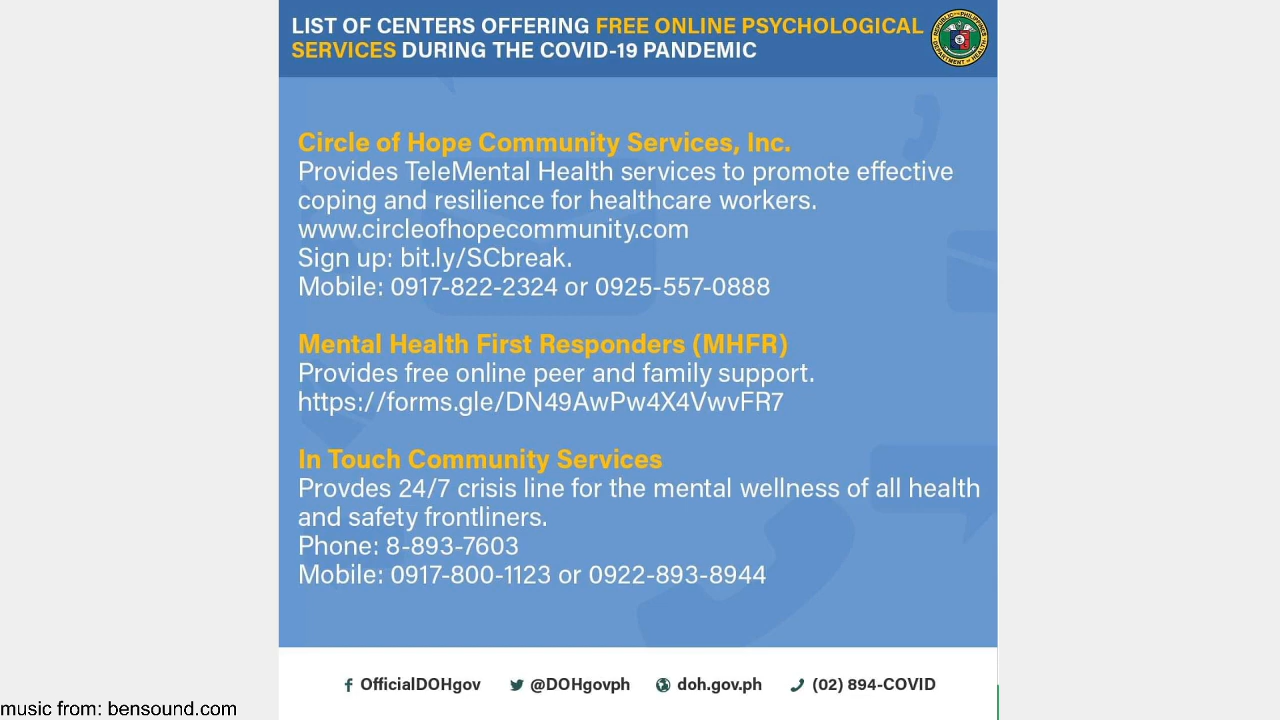 LIST OF CENTERS OFFERING FREE ONLINE PSYCHOLOGICAL
SERVICES DURING THE COVID-19 PANDEMIC
Circle of Hope Community Services, Inc.
Provides TeleMental Health services to promote effective
coping and resilience for healthcare workers.
www.circleofhopecommunity.com
Sign up: bit.ly/SCbreak.
Mobile: 0917-822-2324 or 0925-557-0888
Mental Health First Responders (MHFR)
Provides free online peer and family support.
https://forms.gle/DN49AwPw4X4VwvFR7
In Touch Community Services
Provdes 24/7 crisis line for the mental wellness of all health
and safety frontliners.
Phone: 8-893-7603
Mobile: 0917-800-1123 or 0922-893-8944
OfficialDOHgov @DOHgovph doh.gov.ph (02) 894-COVID
music from: bensound.com